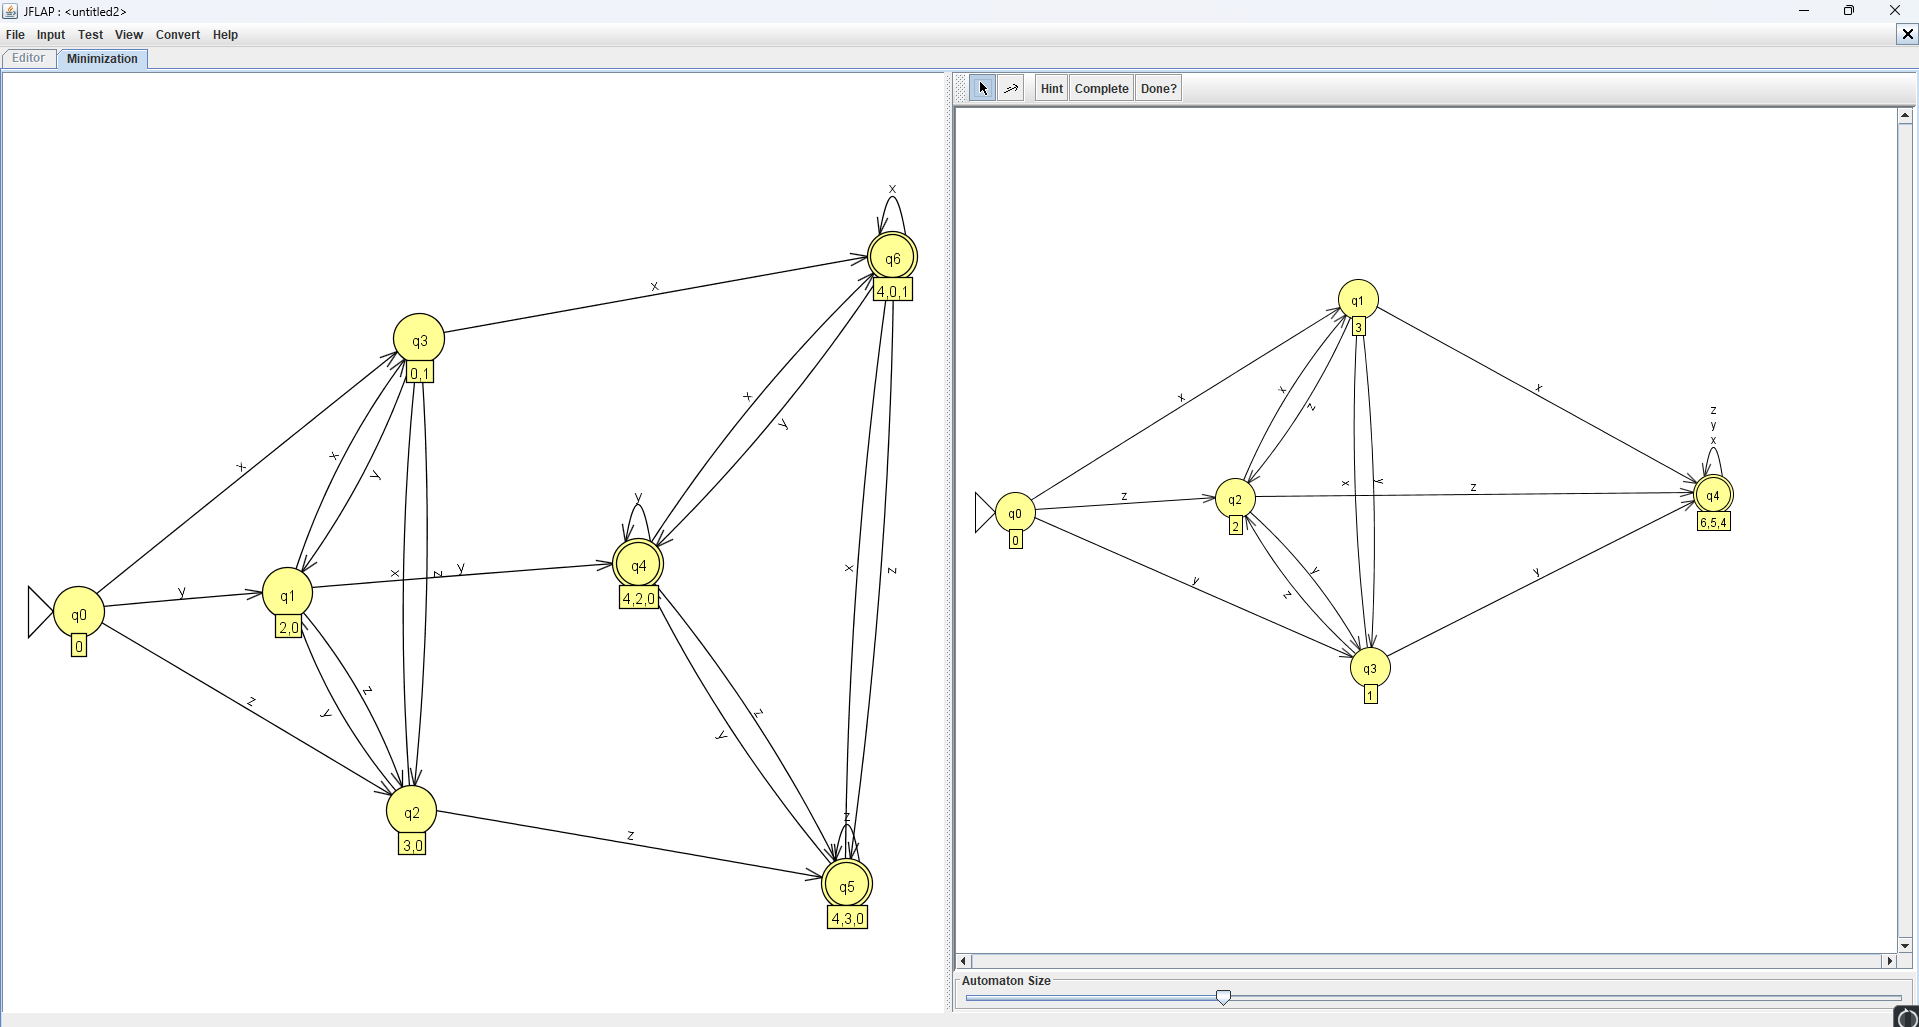 JFLAP : <untitled2>
File Input Test View Convert Help
Editor Minimization
Hint Complete Done?
x
q6
4,0,1
x
q3
0,1
x
y
x
x
y
y
q4
4,2,0
x
z
y
q1
2,0
y
x
z
q0
0
z
z
y
z
y
x
z
q2
3,0
z
z
q5
4,3,0
q1
3
x
x
x
z
z
y
x
q4
6,5,4
z
q2
2
z
q0
0
x
y
y
z
y
y
q3
1
Automaton Size